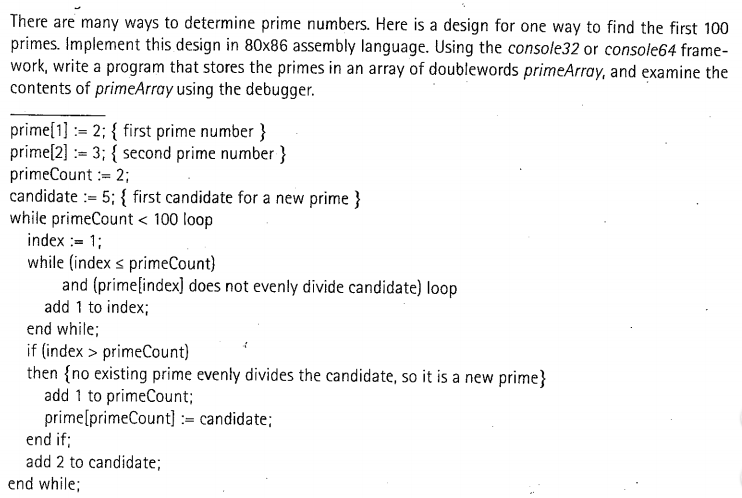 There are many ways to determine prime numbers. Here is a design for one way to find the first 100
primes. Implement this design in 80x86 assembly language. Using the console32 or console64 frame-
work, write a program that stores the primes in an array of doublewords primeArray, and examine the
contents of primeArray using the debugger.
prime[1] := 2; { first prime number }
prime[2] := 3; { second prime number }
primeCount := 2;
candidate := 5; { first candidate for a new prime }
while primeCount < 100 loop
index := 1;
while (index ≤ primeCount)
and (prime[index] does not evenly divide candidate) loop
add 1 to index;
end while;
if (index > primeCount)
then {no existing prime evenly divides the candidate, so it is a new prime}
add 1 to primeCount;
prime[primeCount] := candidate;
end if;
add 2 to candidate;
end while;